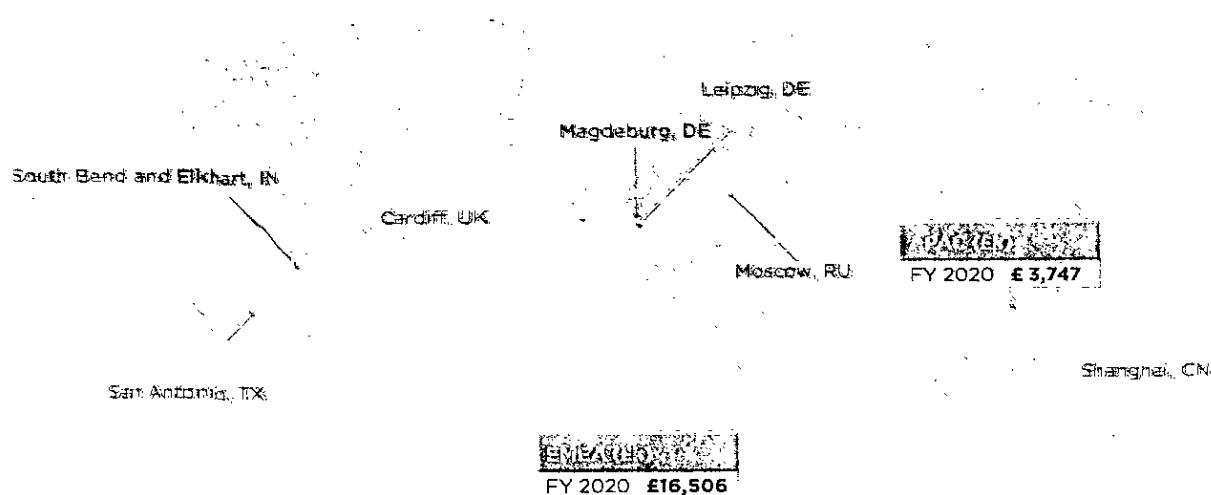 Leipzig, DE
Magdeburg, DE
South Bend and Elkhart, IN
Cardiff, UK
Moscow, RU
FY 2020 £ 3,747
San Antonio, TX
Shanghai, CN
FY 2020 £16,506